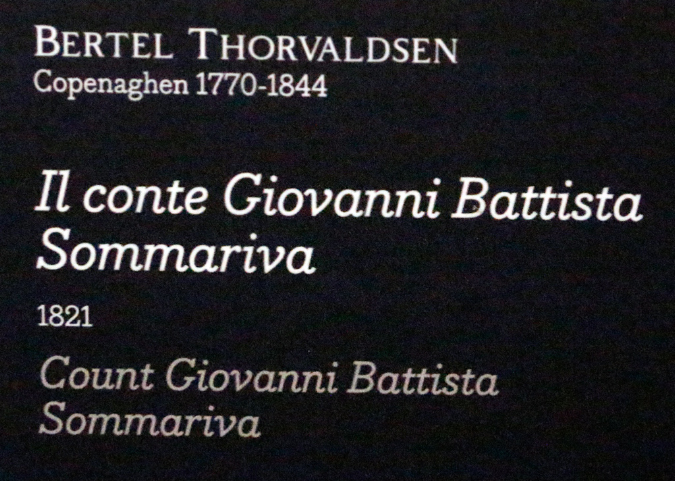 BERTEL THORVALDSEN
Copenaghen 1770-1844
Il conte Giovanni Battista
Sommariva
1821
Count Giovanni Battista
Sommariva